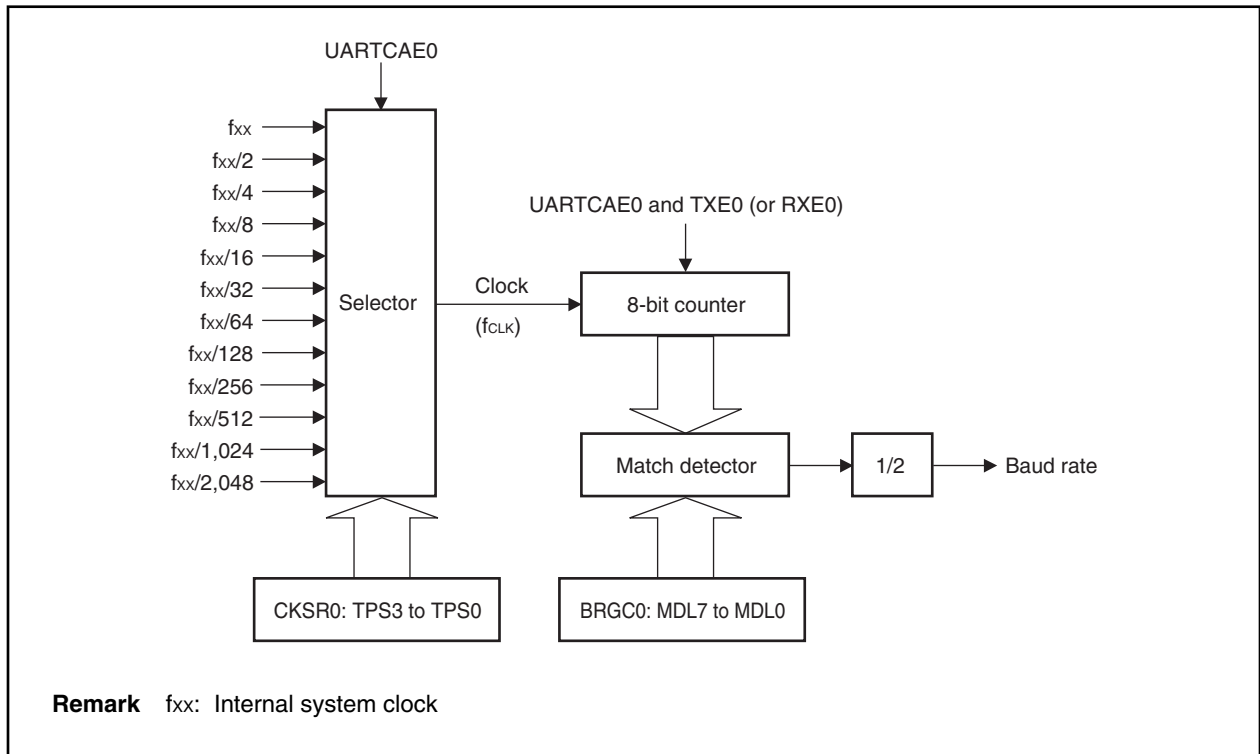 UARTCAE0
fxx
fxx/2
fxx/4
fxx/8
fxx/16
fxx/32
fxx/64
fxx/128
fxx/256
fxx/512
fxx/1,024
fxx/2,048
Selector
Clock
(fCLK)
UARTCAE0 and TXE0 (or RXE0)
8-bit counter
Match detector
1/2
Baud rate
CKSR0: TPS3 to TPS0
BRGC0: MDL7 to MDL0
Remark fxx: Internal system clock